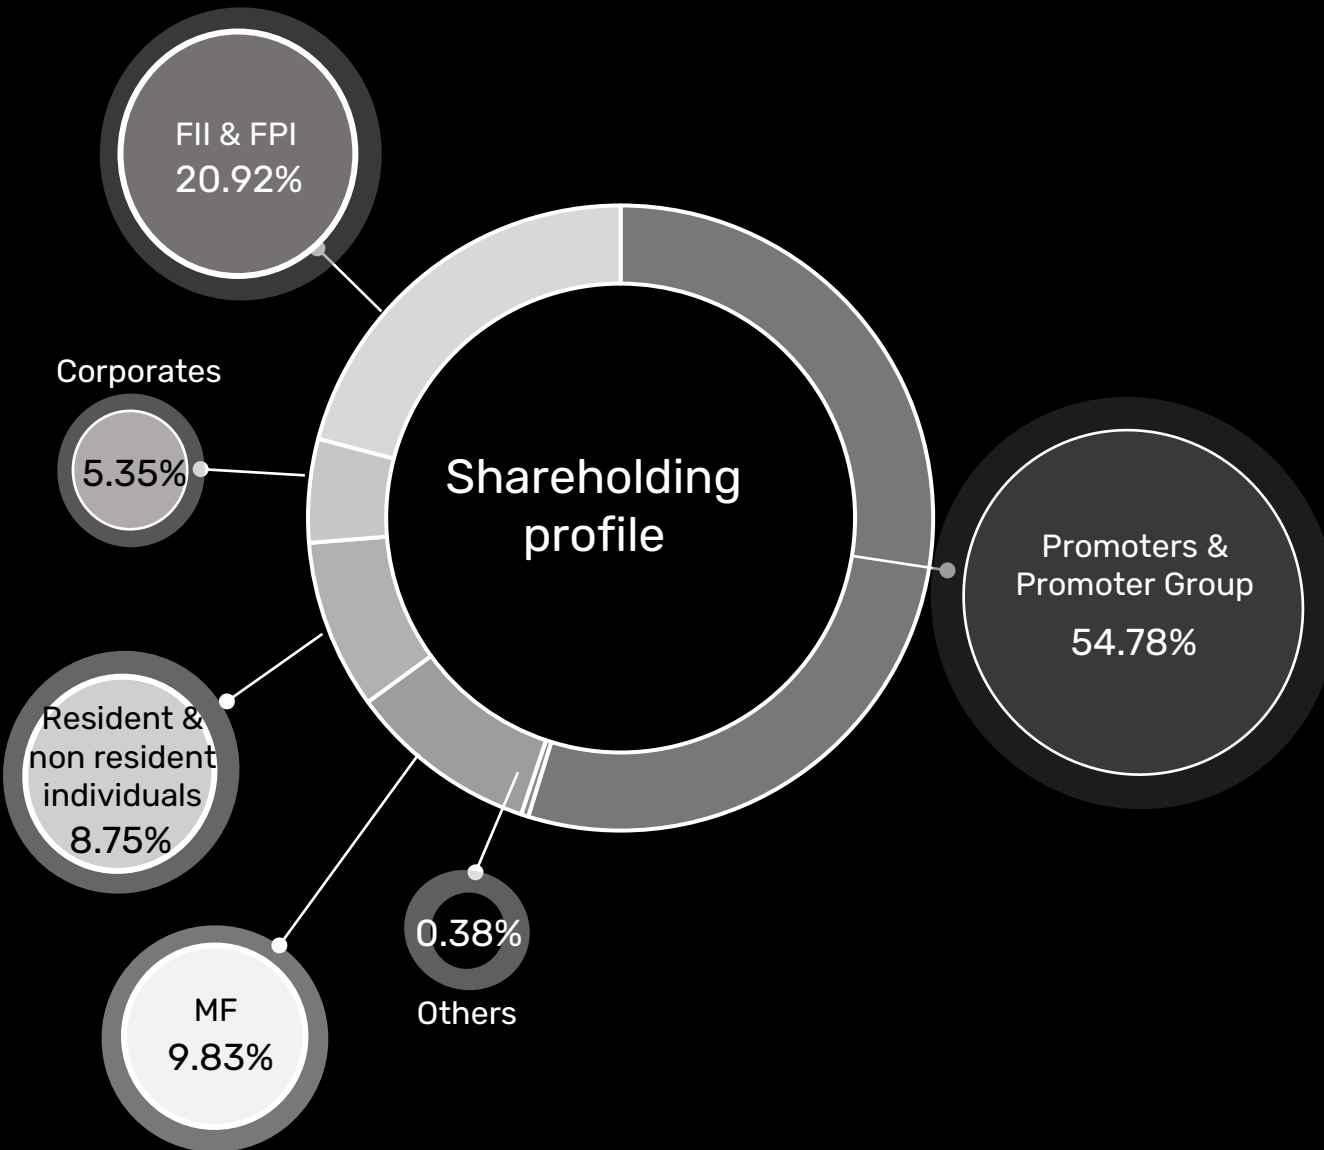 FII & FPI
20.92%
Corporates
5.35%
Shareholding
profile
Promoters &
Promoter Group
54.78%
Resident &
non resident
individuals
8.75%
0.38%
Others
MF
9.83%